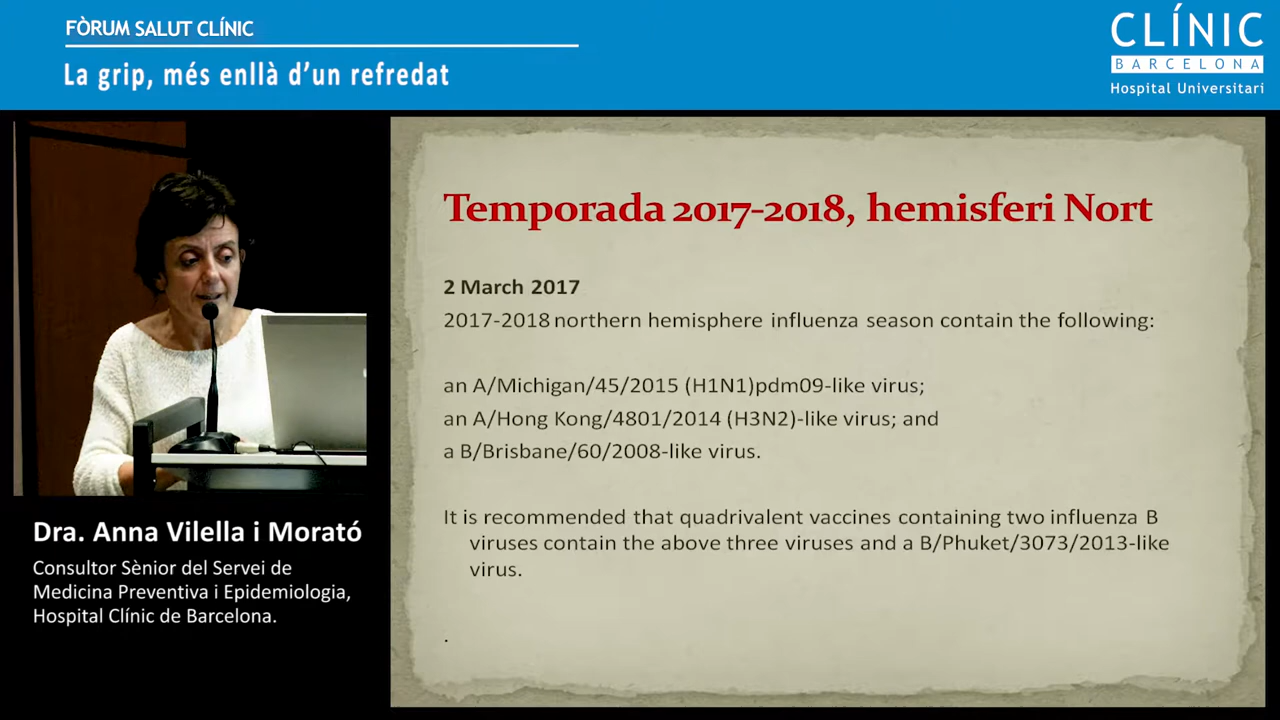 FÒRUM SALUT CLÍNIC
La grip, més enllà d'un refredat
CLÍNIC
BARCELONA
Hospital Universitari
Temporada 2017-2018, hemisferi Nort
2 March 2017
2017-2018 northern hemisphere influenza season contain the following:
an A/Michigan/45/2015 (H1N1)pdm09-like virus;
an A/Hong Kong/4801/2014 (H3N2)-like virus; and
a B/Brisbane/60/2008-like virus.
It is recommended that quadrivalent vaccines containing two influenza B
viruses contain the above three viruses and a B/Phuket/3073/2013-like
virus.
.
Dra. Anna Vilella i Morató
Consultor Sènior del Servei de
Medicina Preventiva i Epidemiologia,
Hospital Clínic de Barcelona.